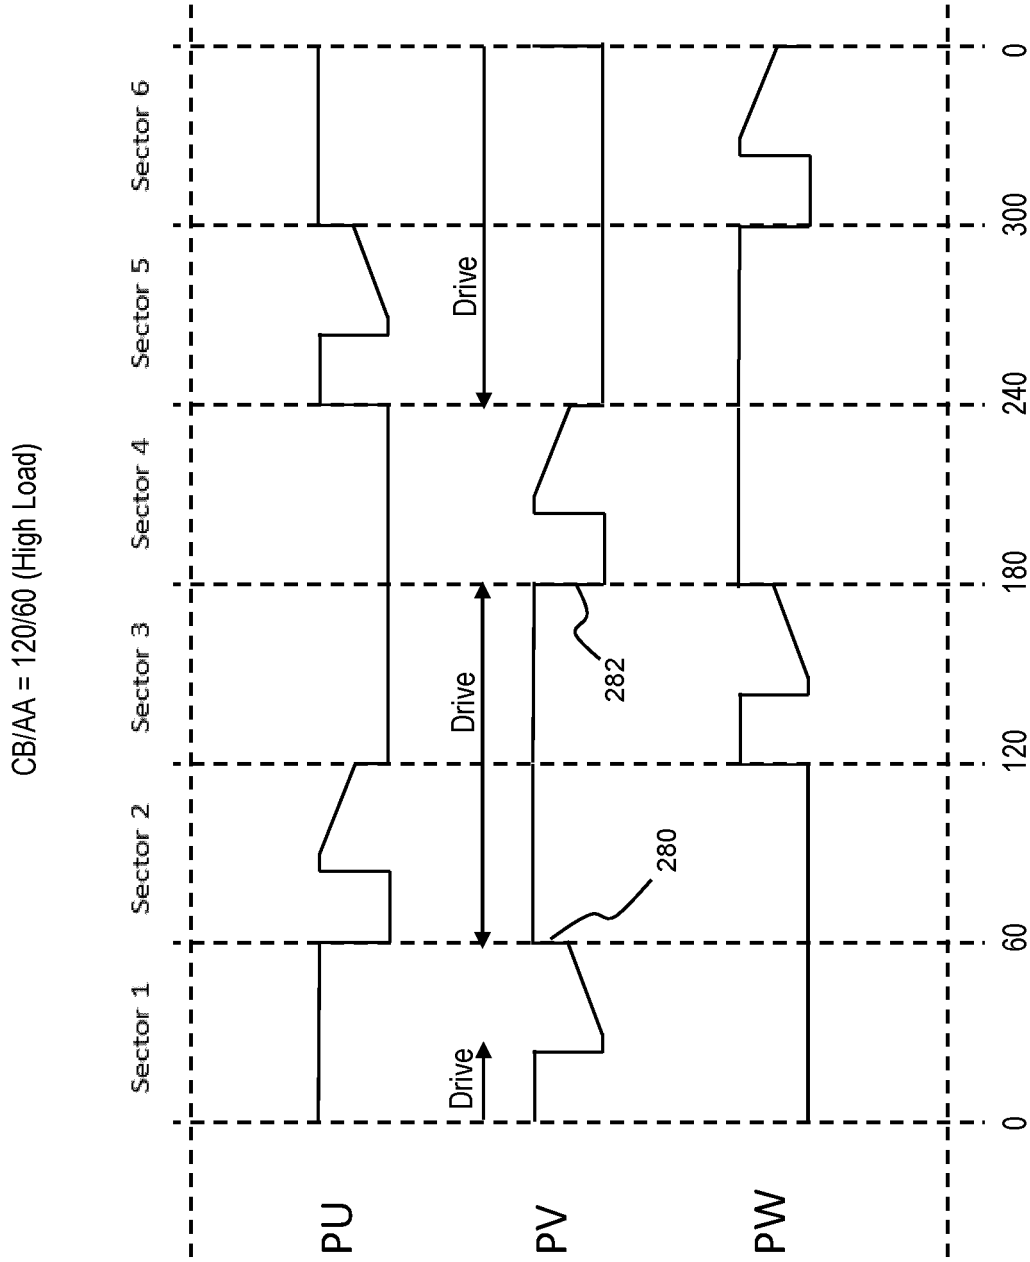 CB/AA = 120/60 (High Load)
Sector 1
Sector 2
Sector 3
Sector 4
Sector 5
Sector 6
PU
Drive
Drive
Drive
PV
280
282
PW
0
60
120
180
240
300
0